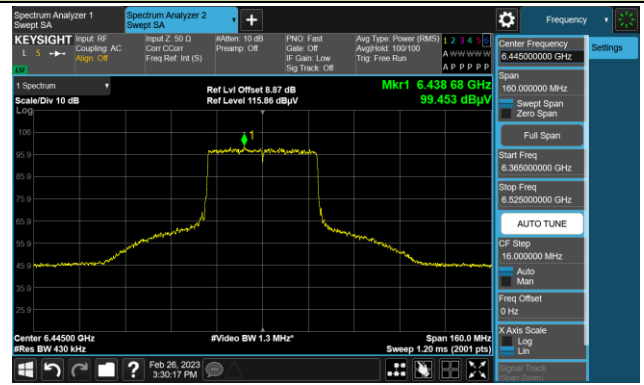 Spectrum Analyzer 1
Swept SA
Spectrum Analyzer 2
Swept SA
Frequency
KEYSIGHT
L S
LW
Input: RF
Coupling: AC
Align: Off
Input Z: 50 Ω
Corr CCorr
Freq Ref: Int (S)
#Atten: 10 dB
Preamp: Off
PNO: Fast
Gate: Off
IF Gain: Low
Sig Track: Off
Avg Type: Power (RMS)
Avg|Hold: 100/100
Trig: Free Run
1 2 3 4 5 6
A W W W W W
A P P P P P
1 Spectrum
Scale/Div 10 dB
Log
Ref Lvl Offset 8.87 dB
Ref Level 115.86 dBµV
Mkr1 6.438 68 GHz
99.453 dBµV
1
106
95.9
85.9
75.9
65.9
55.9
45.9
35.9
25.9
Center 6.44500 GHz
#Res BW 430 kHz
#Video BW 1.3 MHz*
Span 160.0 MHz
Sweep 1.20 ms (2001 pts)
?
Feb 26, 2023
3:30:17 PM
Center Frequency
6.445000000 GHz
Settings
Span
160.000000 MHz
Swept Span
Zero Span
Full Span
Start Freq
6.365000000 GHz
Stop Freq
6.525000000 GHz
AUTO TUNE
CF Step
16.000000 MHz
Auto
Man
Freq Offset
0 Hz
X Axis Scale
Log
Lin
Signal Track
(Span Zoom)